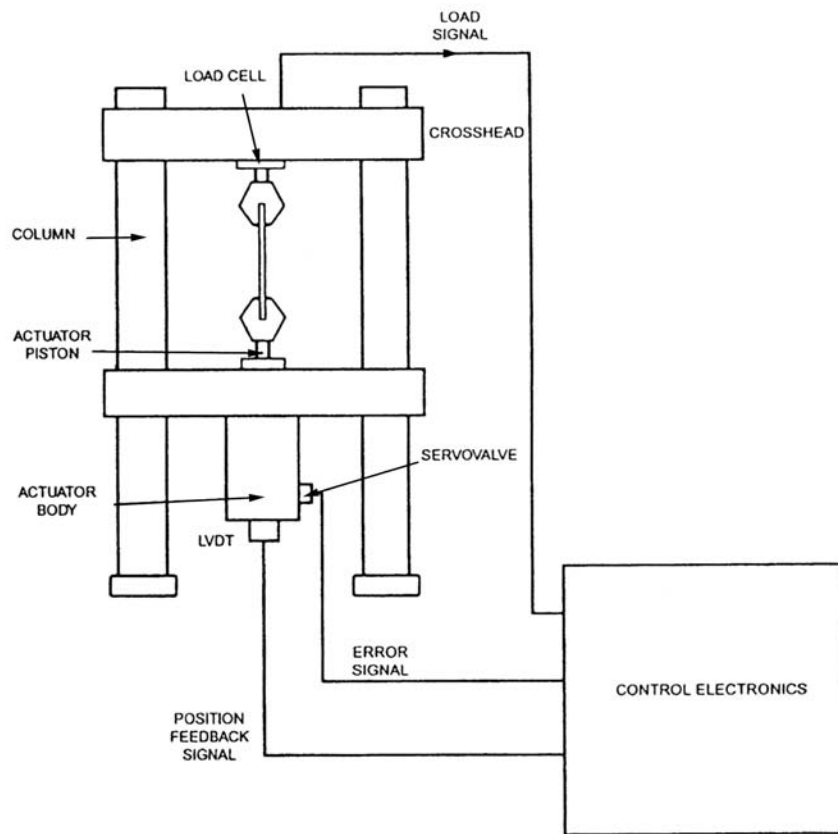 LOAD
SIGNAL
LOAD CELL
CROSSHEAD
COLUMN
ACTUATOR
PISTON
SERVOVALVE
ACTUATOR
BODY
LVDT
ERROR
SIGNAL
CONTROL ELECTRONICS
POSITION
FEEDBACK
SIGNAL